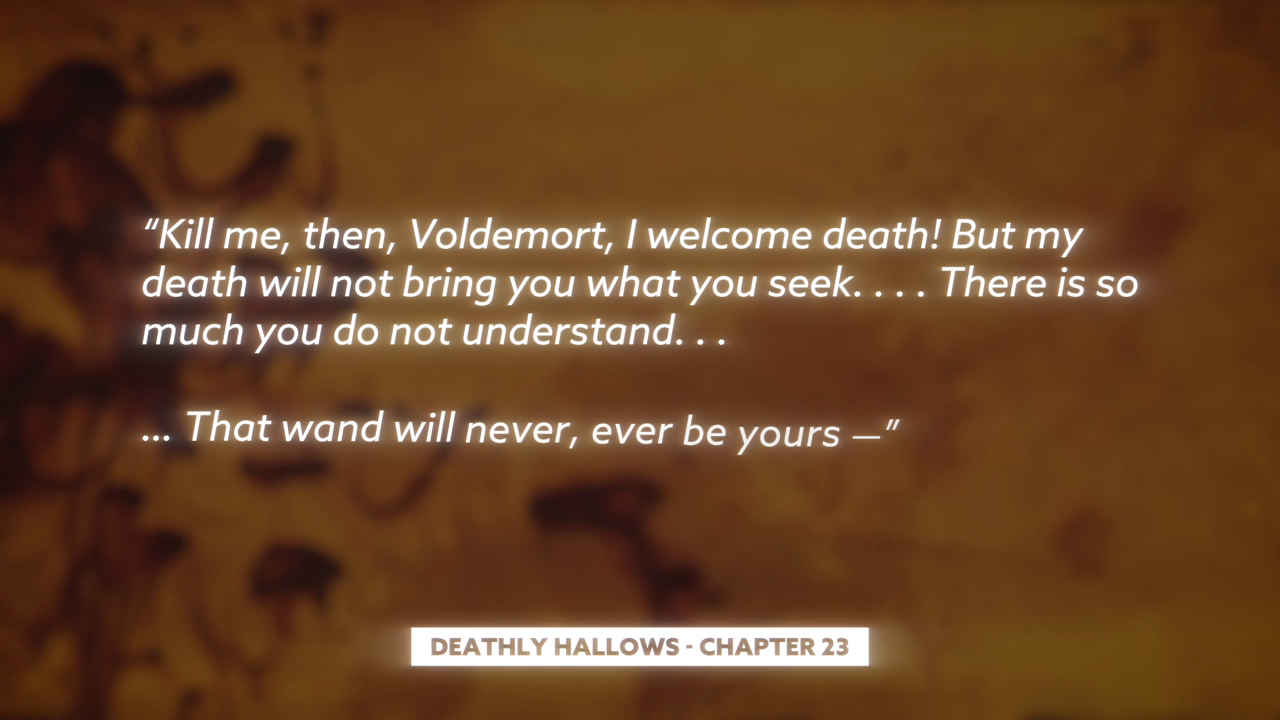 “Kill me, then, Voldemort, I welcome death! But my
death will not bring you what you seek. . . . There is so
much you do not understand. . .
... That wand will never, ever be yours —”
DEATHLY HALLOWS - CHAPTER 23